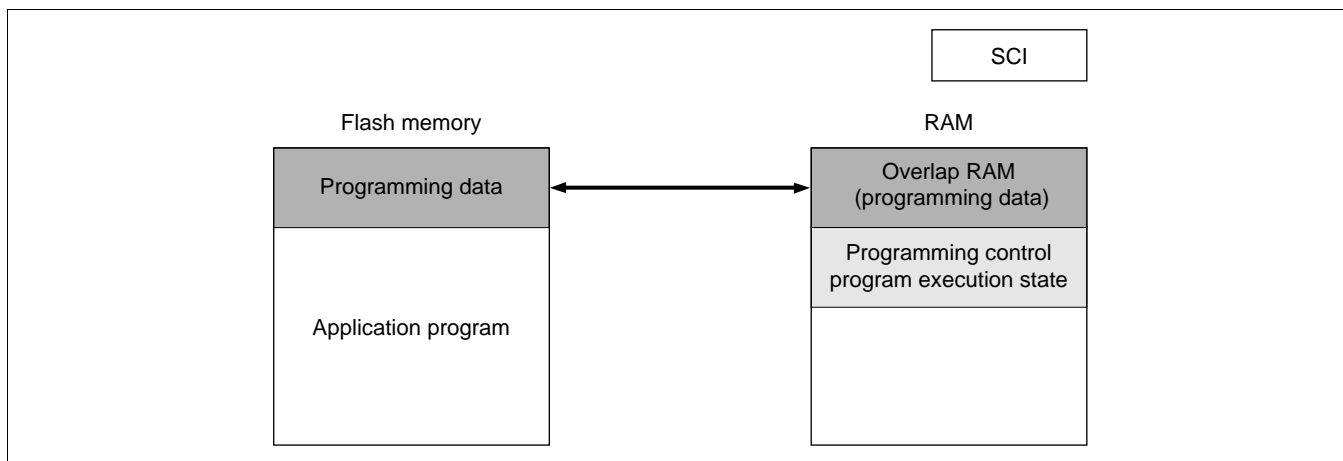 SCI
Flash memory
RAM
Programming data
Overlap RAM
(programming data)
Programming control
program execution state
Application program